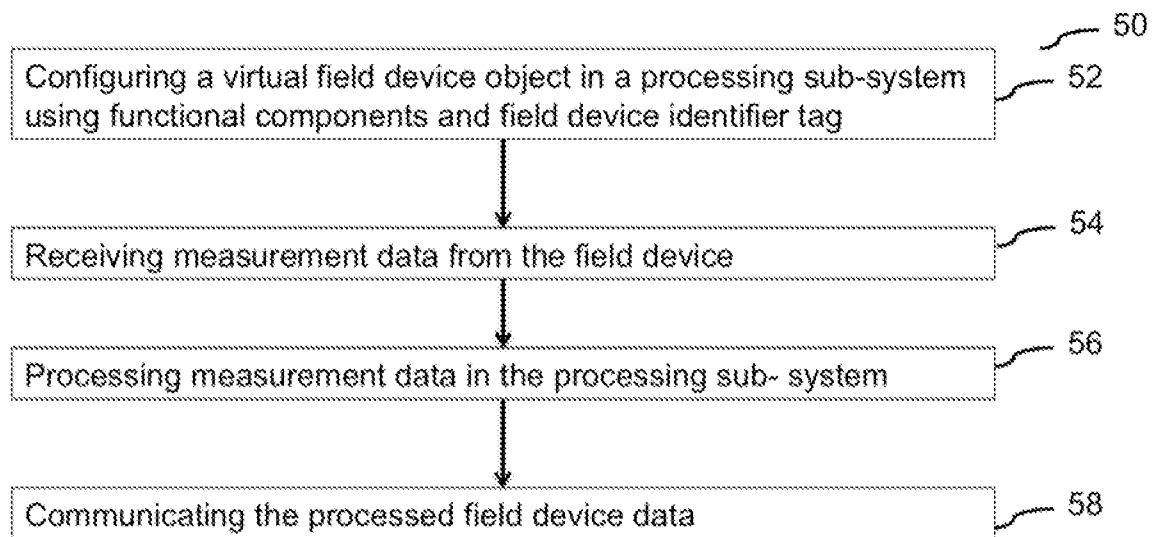 50
Configuring a virtual field device object in a processing sub-system
using functional components and field device identifier tag
52
Receiving measurement data from the field device
54
Processing measurement data in the processing sub- system
56
Communicating the processed field device data
58